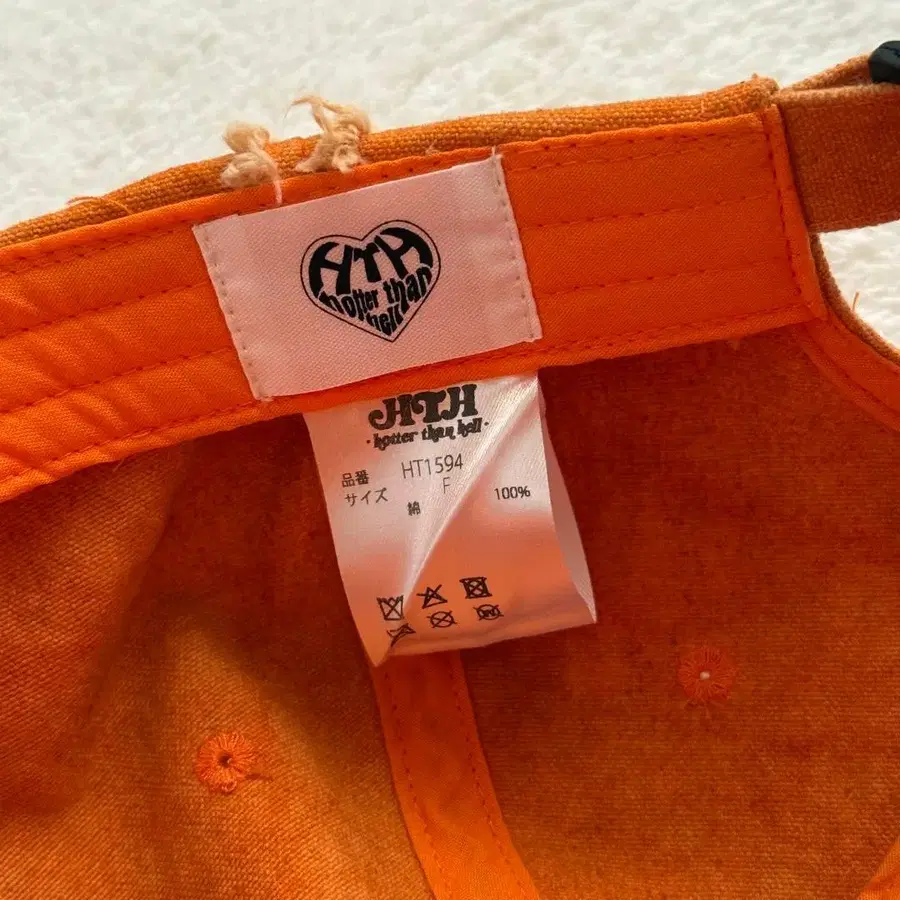 HTH
hotter than
hell
HTH
· hotter than hell ·
品番 HT1594
サイズ F
綿 100%